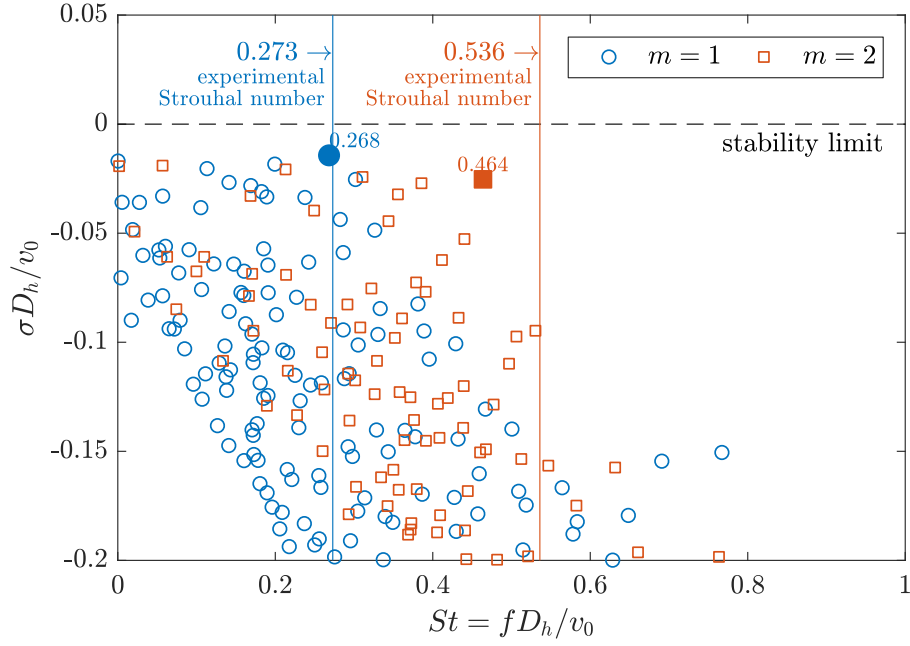 0.05
0
-0.05
-0.1
-0.15
-0.2
σD_h/v_0
0.273 →
experimental
Strouhal number
0.536 →
experimental
Strouhal number
m = 1
m = 2
stability limit
0.268
0.464
0
0.2
0.4
0.6
0.8
1
St = fD_h/v_0